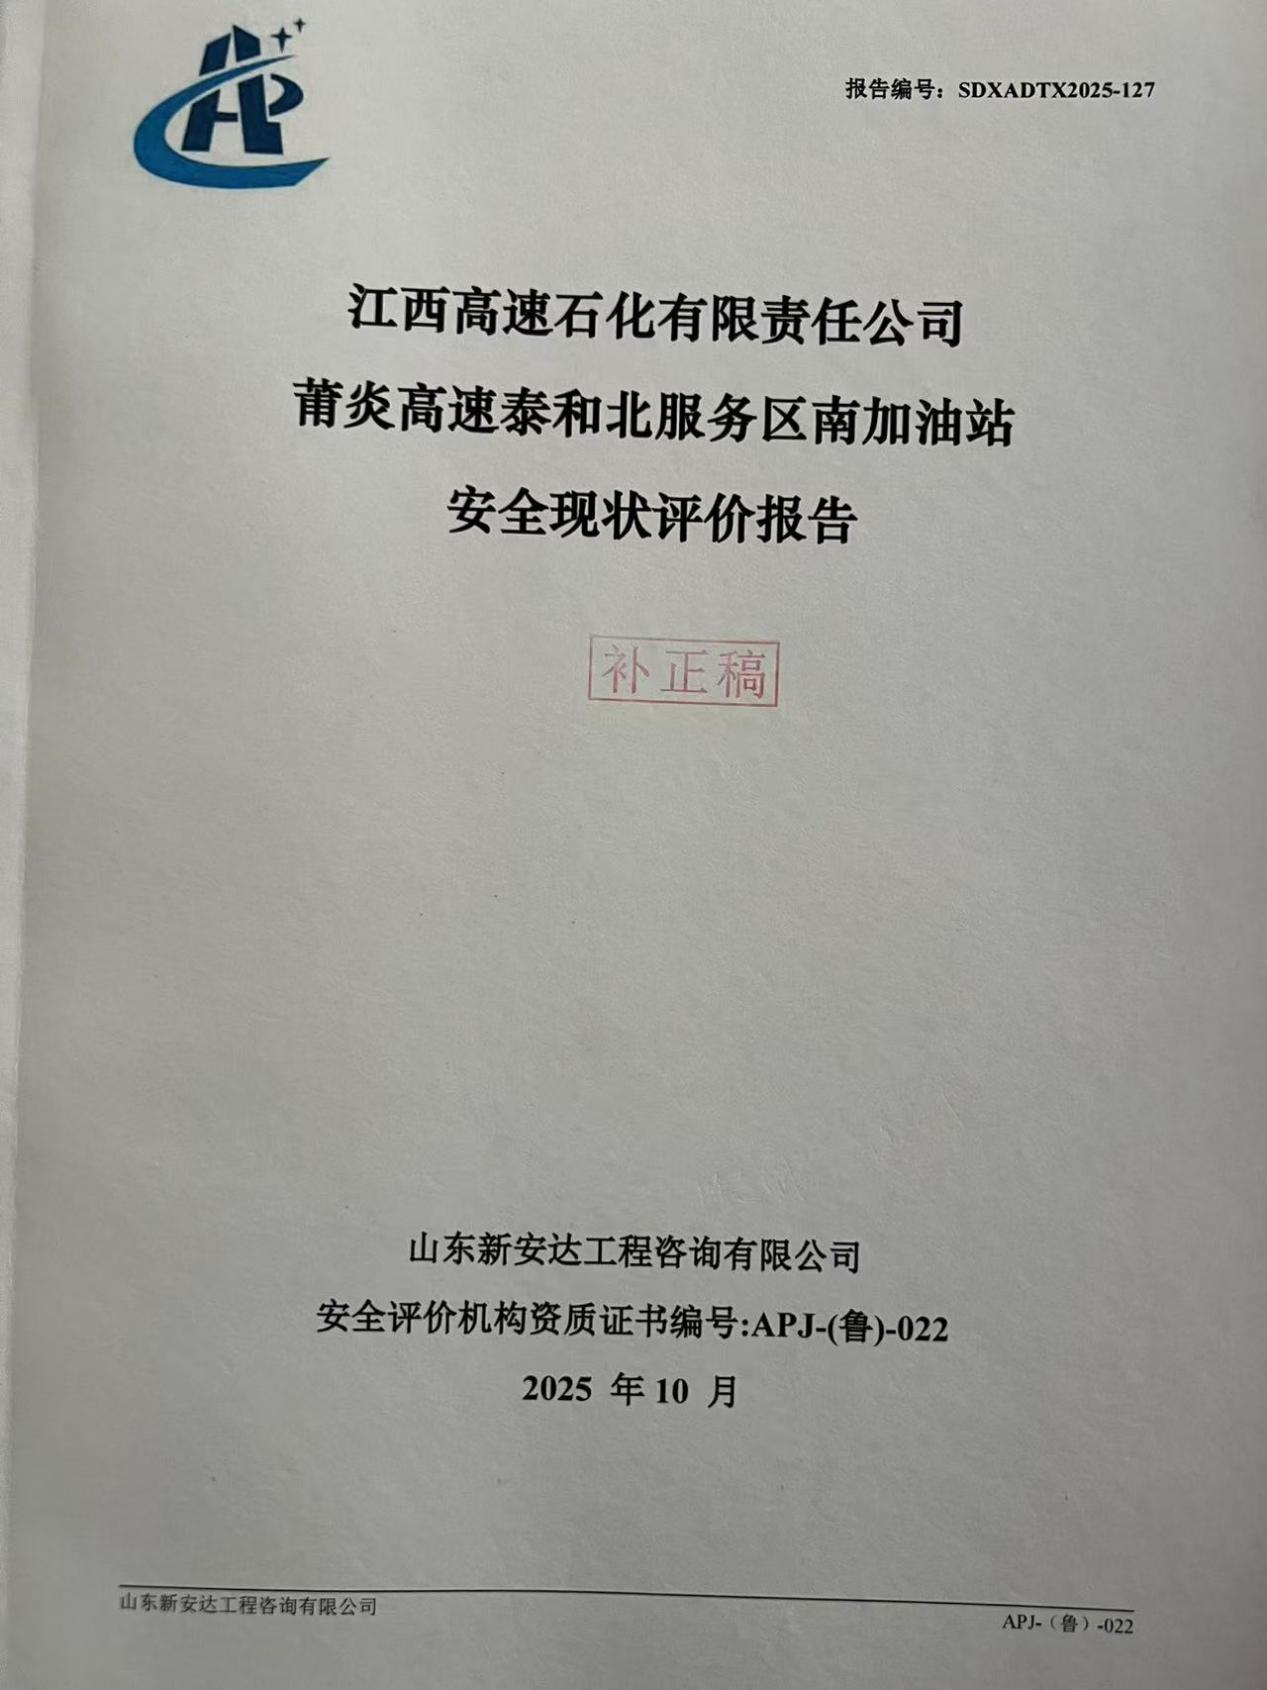 报告编号：SDXADTX2025-127
江西高速石化有限责任公司
莆炎高速泰和北服务区南加油站
安全现状评价报告
补正稿
山东新安达工程咨询有限公司
安全评价机构资质证书编号:APJ-(鲁)-022
2025 年 10 月
山东新安达工程咨询有限公司
APJ-（鲁）-022